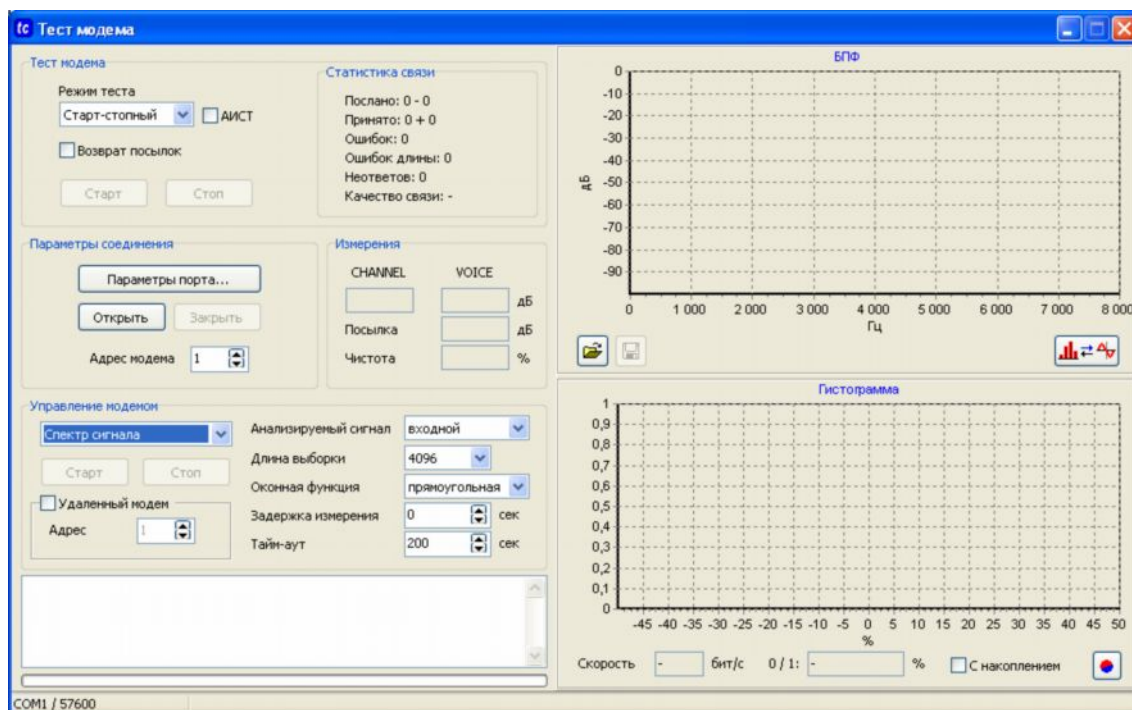 tc Тест модема
Тест модема
Режим теста
Старт-стопный
АИСТ
Возврат посылок
Старт Стоп
Статистика связи
Послано: 0 - 0
Принято: 0 + 0
Ошибок: 0
Ошибок длины: 0
Неответов: 0
Качество связи: -
Параметры соединения
Параметры порта...
Открыть Закрыть
Адрес модема 1
Измерения
CHANNEL VOICE
дБ
Посылка дБ
Чистота %
Управление модемом
Спектр сигнала
Старт Стоп
Удаленный модем
Адрес 1
Анализируемый сигнал входной
Длина выборки 4096
Оконная функция прямоугольная
Задержка измерения 0 сек
Тайм-аут 200 сек
COM1 / 57600
БПФ
0
-10
-20
-30
-40
-50
-60
-70
-80
-90
дБ
0 1 000 2 000 3 000 4 000 5 000 6 000 7 000 8 000
Гц
Гистограмма
1
0,9
0,8
0,7
0,6
0,5
0,4
0,3
0,2
0,1
0
-45 -40 -35 -30 -25 -20 -15 -10 -5 0 5 10 15 20 25 30 35 40 45 50
%
Скорость - бит/с 0 / 1: - % С накоплением